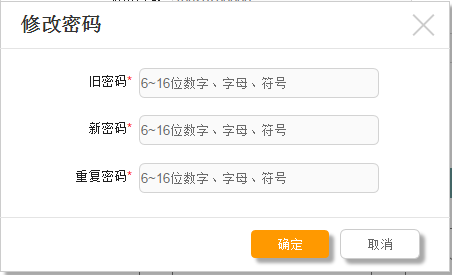 修改密码
旧密码* 6~16位数字、字母、符号
新密码* 6~16位数字、字母、符号
重复密码* 6~16位数字、字母、符号
确定 取消